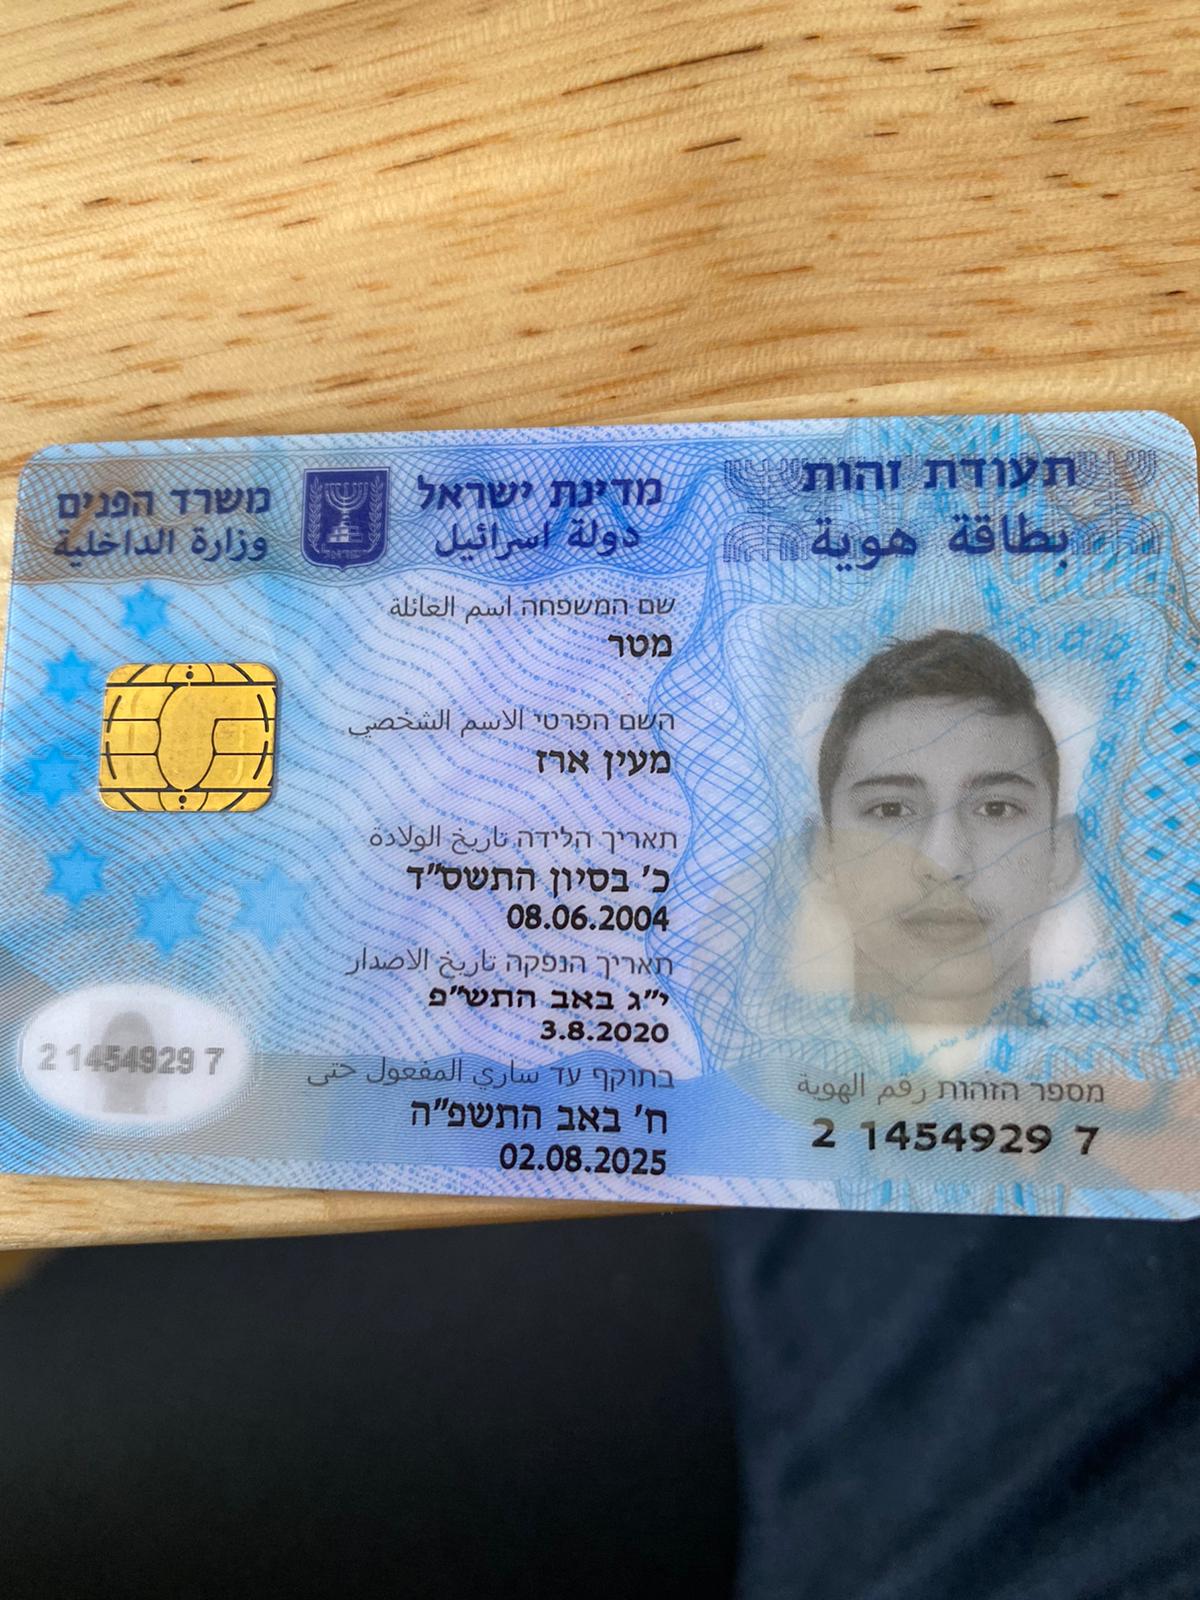 תעודת זהות
بطاقة هوية
מדינת ישראל
دولة اسرائيل
משרד הפנים
وزارة الداخلية
ישראל
שם המשפחה اسم العائلة
מטר
השם הפרטי الاسم الشخصي
מעין ארז
תאריך הלידה تاريخ الولادة
כ' בסיון התשס"ד
08.06.2004
תאריך הנפקה تاريخ الاصدار
י"ג באב התש"פ
3.8.2020
בתוקף עד ساري المفعول حتى
ח' באב התשפ"ה
02.08.2025
מספר הזהות رقم الهوية
2 1454929 7
2 1454929 7